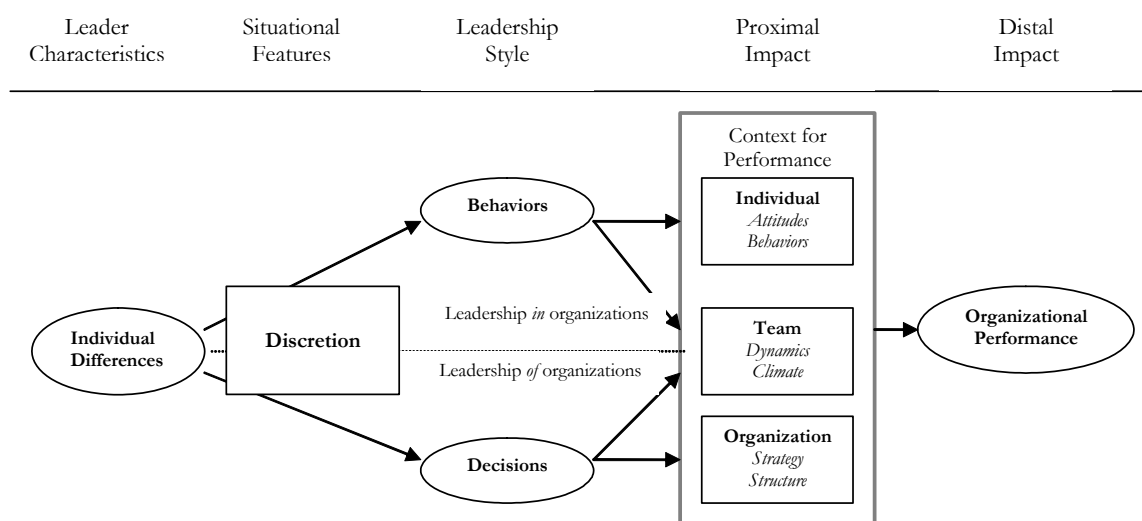 Leader
Characteristics
Situational
Features
Leadership
Style
Proximal
Impact
Distal
Impact
Context for
Performance
Individual
Attitudes
Behaviors
Behaviors
Individual
Differences
Discretion
Leadership in organizations
Leadership of organizations
Team
Dynamics
Climate
Organizational
Performance
Decisions
Organization
Strategy
Structure